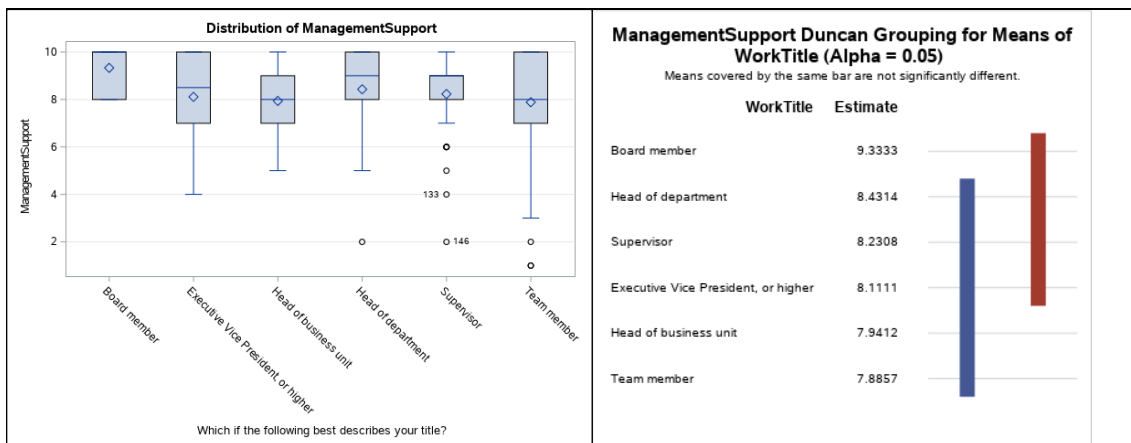 Distribution of ManagementSupport
10
8
6
4
2
ManagementSupport
133
146
Board member
Executive Vice President, or higher
Head of business unit
Head of department
Supervisor
Team member
Which if the following best describes your title?
ManagementSupport Duncan Grouping for Means of
WorkTitle (Alpha = 0.05)
Means covered by the same bar are not significantly different.
WorkTitle Estimate
Board member 9.3333
Head of department 8.4314
Supervisor 8.2308
Executive Vice President, or higher 8.1111
Head of business unit 7.9412
Team member 7.8857